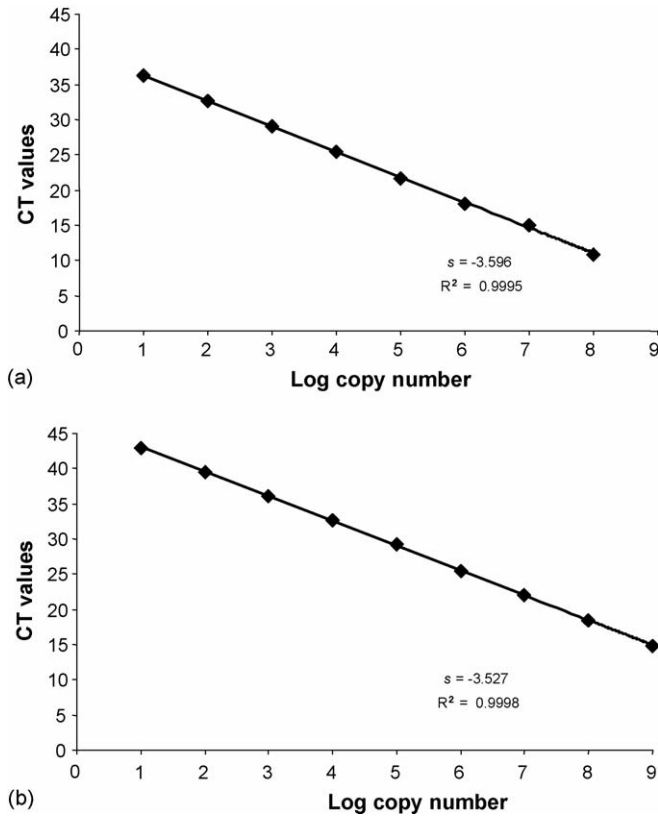 45
40
35
30
25
20
15
10
5
0
CT values
s = -3.596
R² = 0.9995
0 1 2 3 4 5 6 7 8 9
Log copy number
(a)
45
40
35
30
25
20
15
10
5
0
CT values
s = -3.527
R² = 0.9998
0 1 2 3 4 5 6 7 8 9
Log copy number
(b)